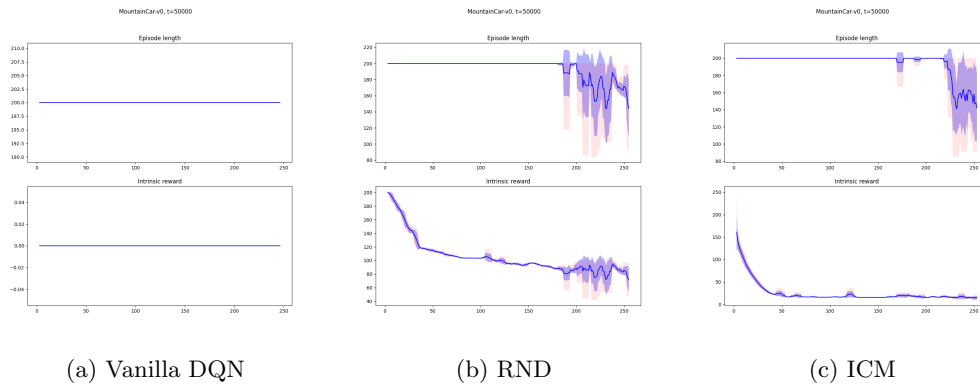 MountainCar-v0, t=50000
Episode length
210.0
207.5
205.0
202.5
200.0
197.5
195.0
192.5
190.0
0 50 100 150 200 250
Intrinsic reward
0.04
0.02
0.00
−0.02
−0.04
0 50 100 150 200 250
(a) Vanilla DQN
MountainCar-v0, t=50000
Episode length
200
180
160
140
120
100
80
0 50 100 150 200 250
Intrinsic reward
200
180
160
140
120
100
80
60
40
0 50 100 150 200 250
(b) RND
MountainCar-v0, t=50000
Episode length
200
180
160
140
120
100
80
0 50 100 150 200 250
Intrinsic reward
250
200
150
100
50
0
0 50 100 150 200 250
(c) ICM